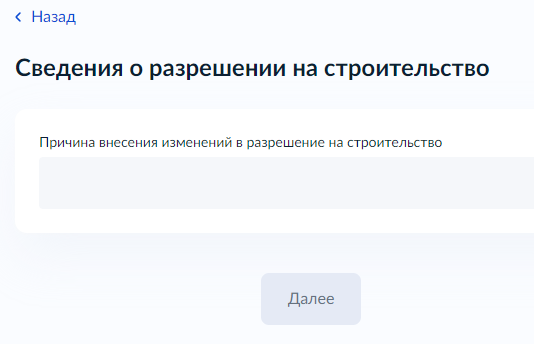 Назад
Сведения о разрешении на строительство
Причина внесения изменений в разрешение на строительство
Далее